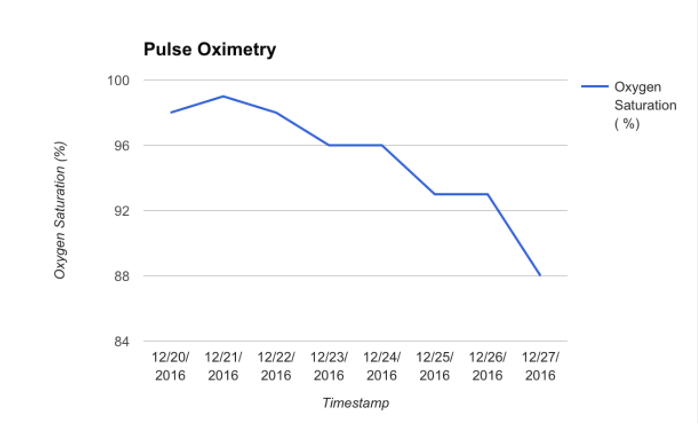 Pulse Oximetry
100
96
92
88
84
Oxygen Saturation (%)
Oxygen
Saturation
( %)
12/20/ 12/21/ 12/22/ 12/23/ 12/24/ 12/25/ 12/26/ 12/27/
2016 2016 2016 2016 2016 2016 2016 2016
Timestamp